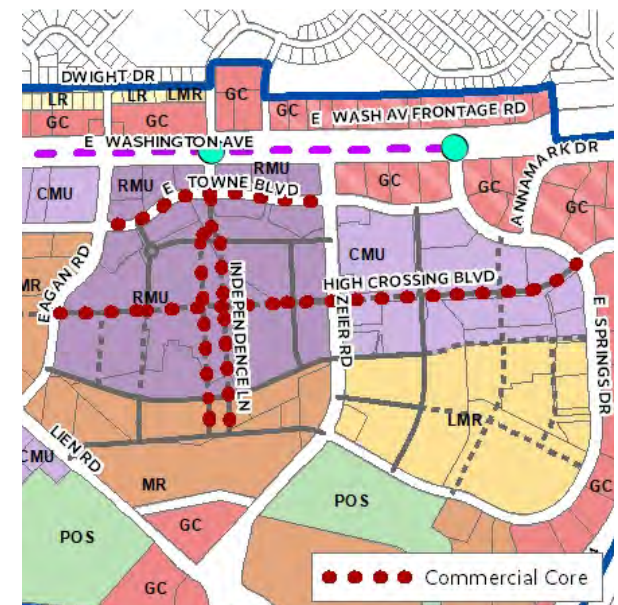 DWIGHT DR
LR
LR
LMR
GC
GC
GC
GC
E WASH AV FRONTAGE RD
E WASHINGTON AVE
CMU
RMU
RMU
E TOWNE BLVD
GC
GC
ANNAMARK DR
GC
EAGAN RD
MR
RMU
INDEPENDENCE LN
CMU
HIGH CROSSING BLVD
ZEIER RD
E SPRINGS DR
LMR
LIEN RD
CMU
MR
POS
GC
GC
POS
GC
Commercial Core